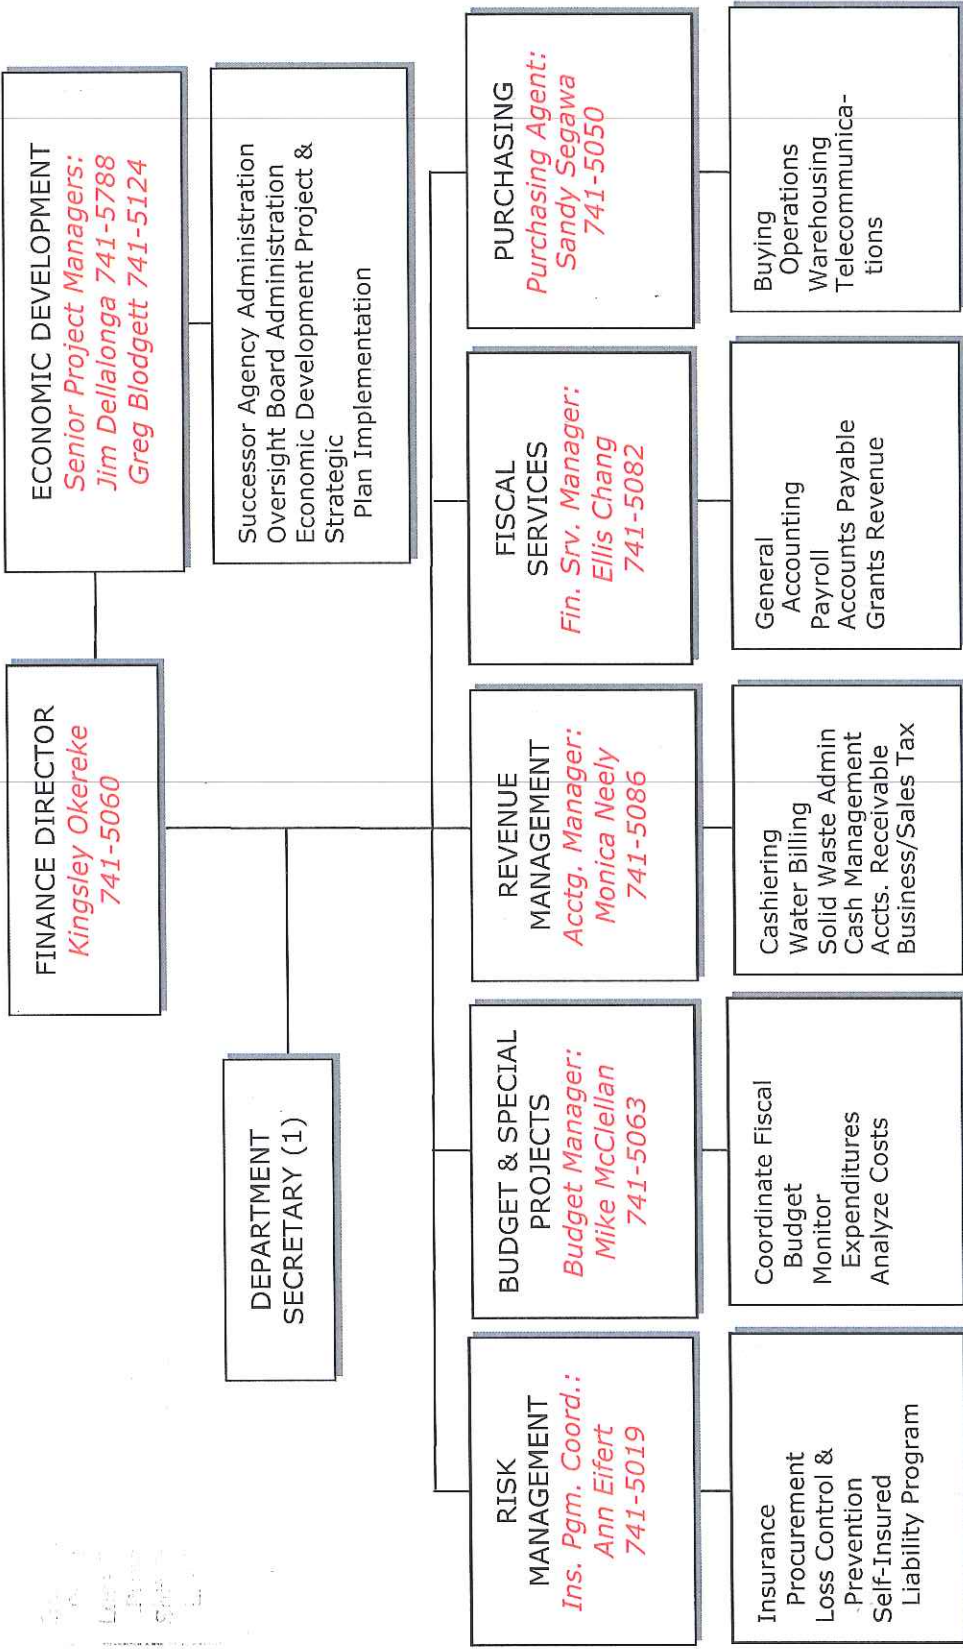 FINANCE DIRECTOR
Kingsley Okereke
741-5060
ECONOMIC DEVELOPMENT
Senior Project Managers:
Jim Dellalonga 741-5788
Greg Blodgett 741-5124
Successor Agency Administration
Oversight Board Administration
Economic Development Project &
Strategic
Plan Implementation
DEPARTMENT
SECRETARY (1)
RISK
MANAGEMENT
Ins. Pgm. Coord.:
Ann Eifert
741-5019
BUDGET & SPECIAL
PROJECTS
Budget Manager:
Mike McClellan
741-5063
REVENUE
MANAGEMENT
Acctg. Manager:
Monica Neely
741-5086
FISCAL
SERVICES
Fin. Srv. Manager:
Ellis Chang
741-5082
PURCHASING
Purchasing Agent:
Sandy Segawa
741-5050
Insurance
Procurement
Loss Control &
Prevention
Self-Insured
Liability Program
Coordinate Fiscal
Budget
Monitor
Expenditures
Analyze Costs
Cashiering
Water Billing
Solid Waste Admin
Cash Management
Accts. Receivable
Business/Sales Tax
General
Accounting
Payroll
Accounts Payable
Grants Revenue
Buying
Operations
Warehousing
Telecommunica-
tions